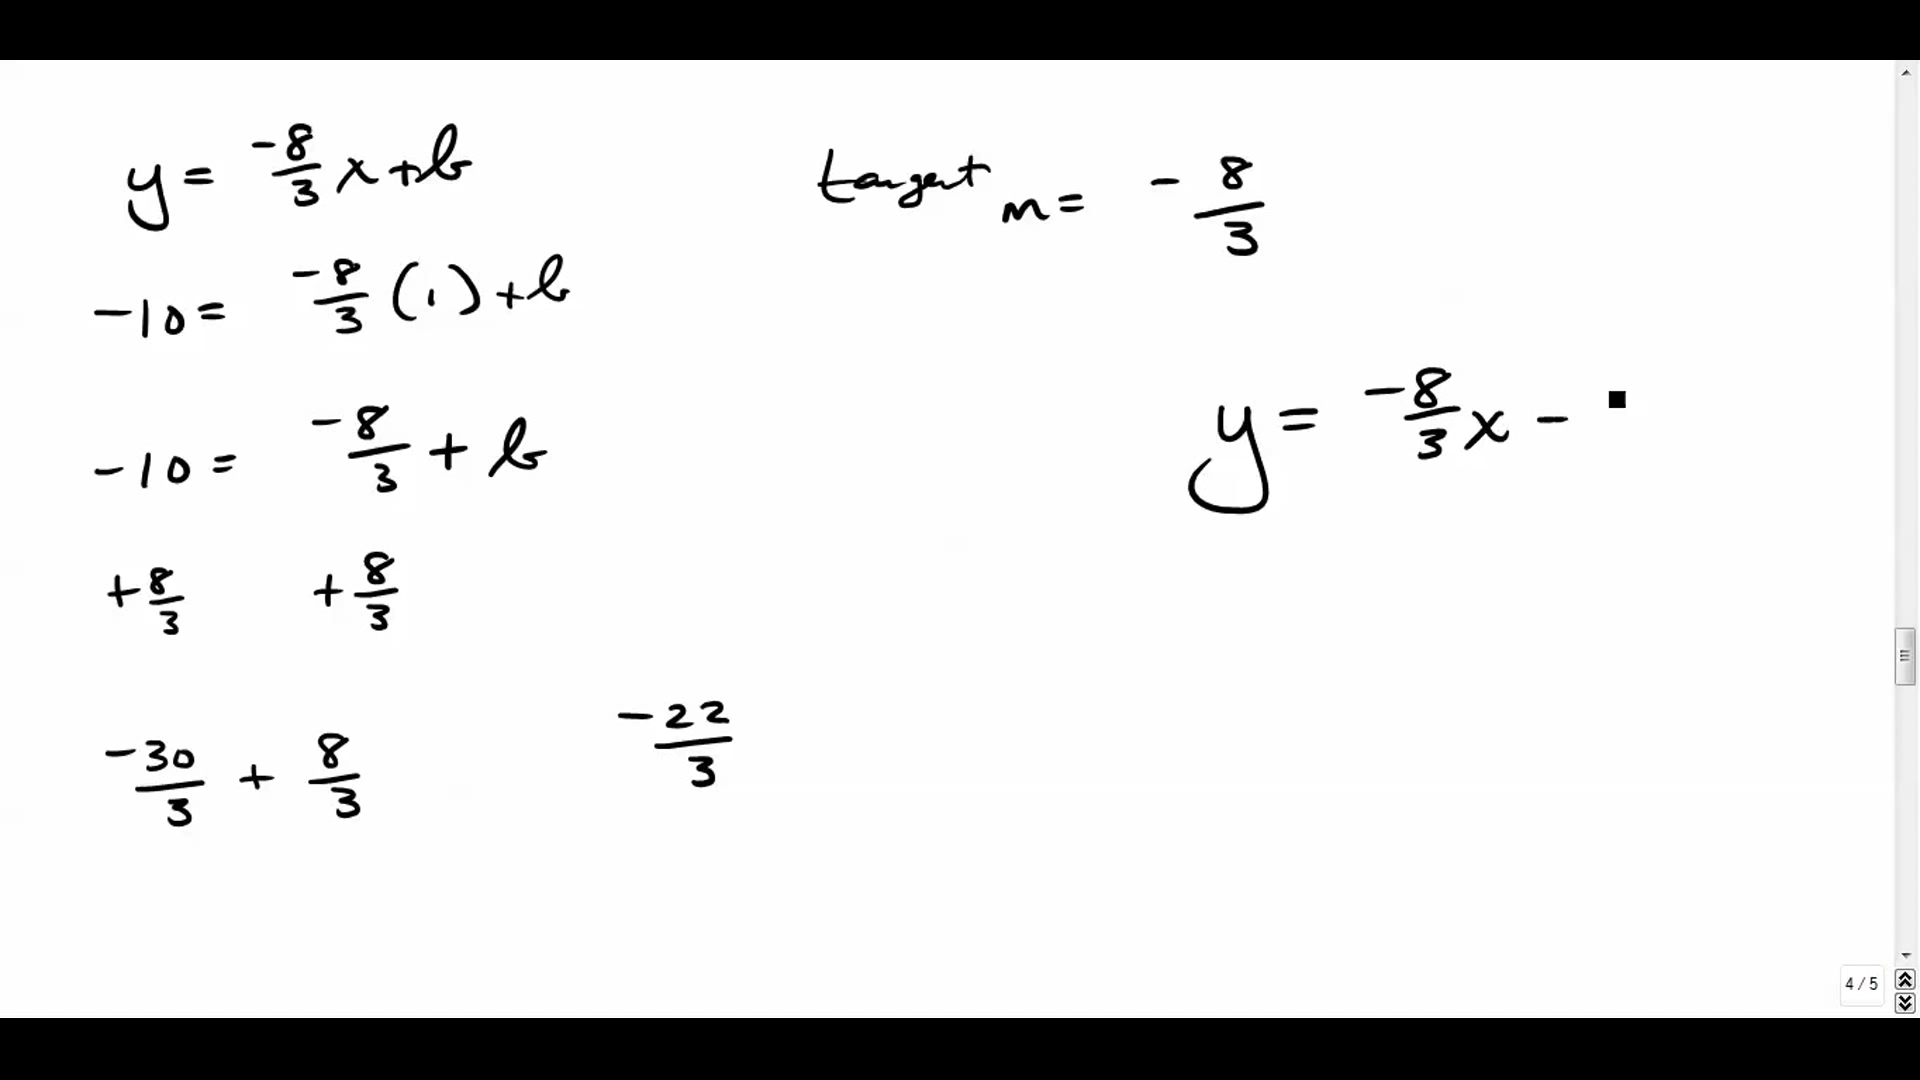 y = -8/3 x + b
-10 = -8/3 (1) + b
-10 = -8/3 + b
+8/3 +8/3
-30/3 + 8/3
-22/3
tangent m = -8/3
y = -8/3 x -
4 / 5